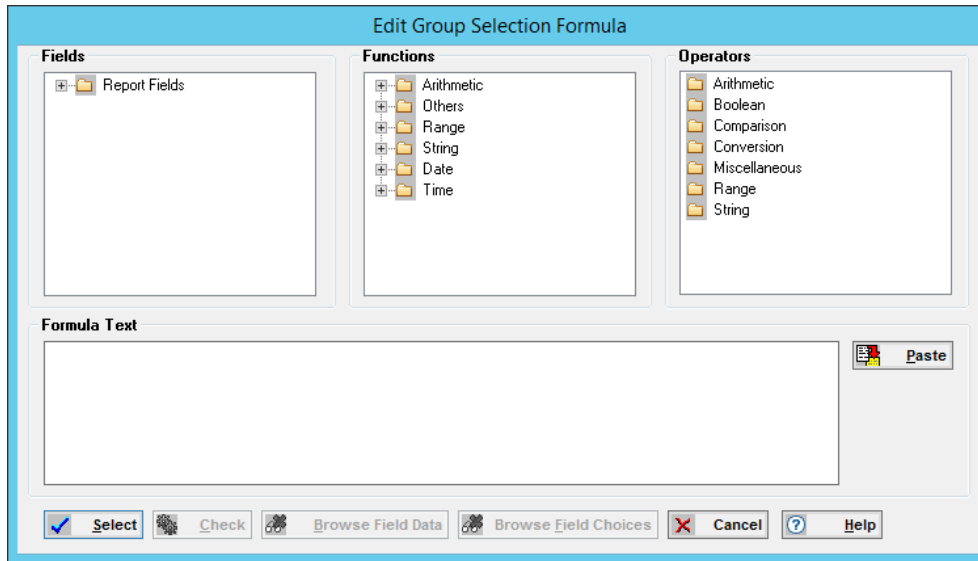 Edit Group Selection Formula
Fields
Report Fields
Functions
Arithmetic
Others
Range
String
Date
Time
Operators
Arithmetic
Boolean
Comparison
Conversion
Miscellaneous
Range
String
Formula Text
Paste
Select
Check
Browse Field Data
Browse Field Choices
Cancel
Help